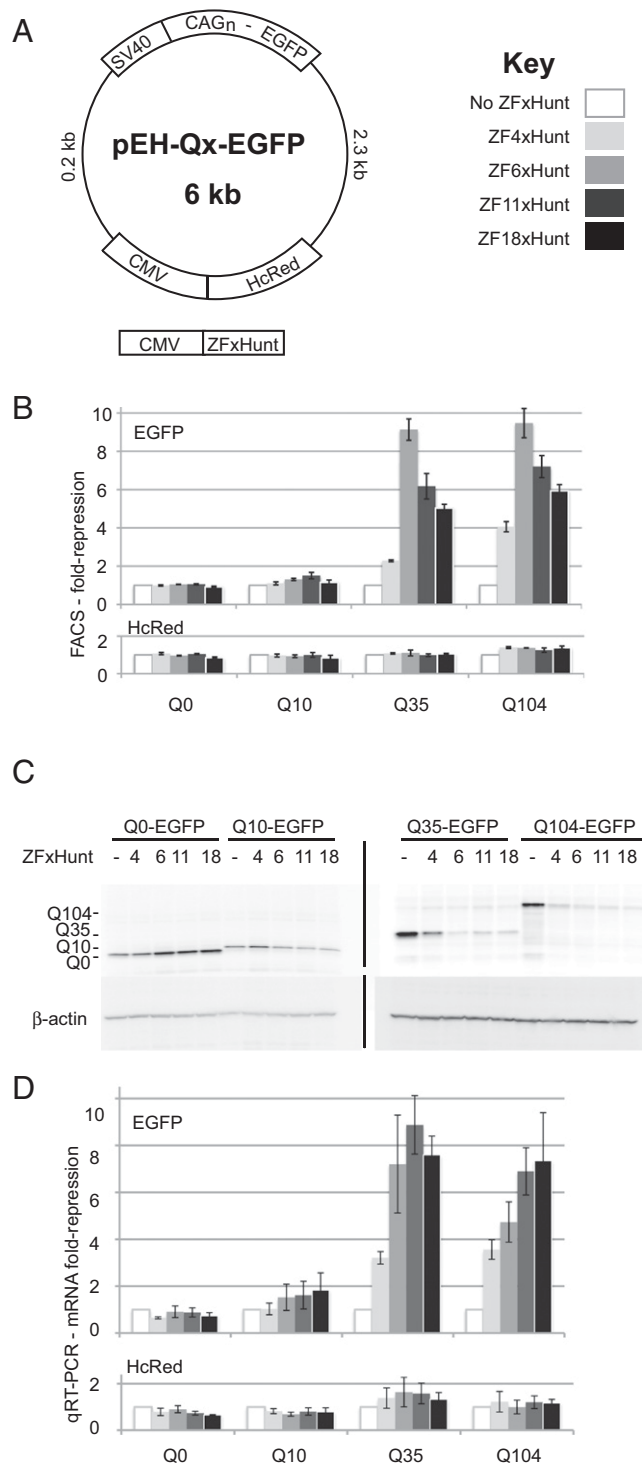 A
SV40
CAGn - EGFP
0.2 kb
pEH-Qx-EGFP
6 kb
2.3 kb
CMV
HcRed
CMV ZFxHunt
Key
No ZFxHunt
ZF4xHunt
ZF6xHunt
ZF11xHunt
ZF18xHunt
B
FACS - fold-repression
EGFP
10
8
6
4
2
0
HcRed
2
0
Q0 Q10 Q35 Q104
C
Q0-EGFP Q10-EGFP Q35-EGFP Q104-EGFP
ZFxHunt - 4 6 11 18 - 4 6 11 18 - 4 6 11 18 - 4 6 11 18
Q104-
Q35-
Q10-
Q0-
β-actin
D
qRT-PCR - mRNA fold-repression
EGFP
10
8
6
4
2
0
HcRed
2
0
Q0 Q10 Q35 Q104